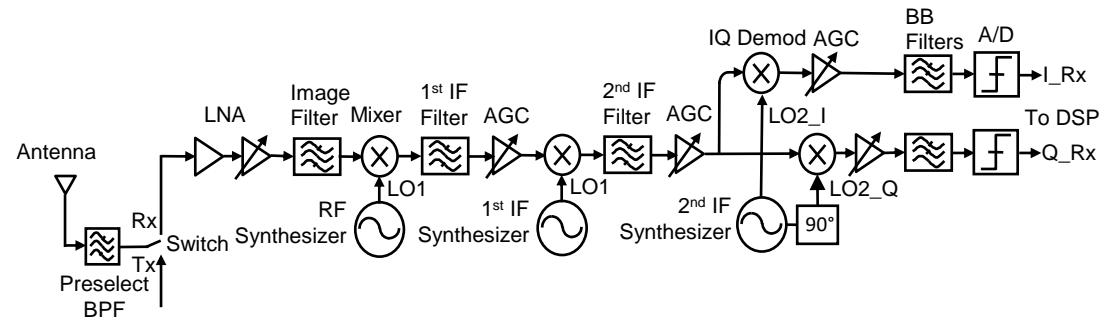 Antenna
Preselect
BPF
Rx
Tx
Switch
LNA
Image
Filter
Mixer
LO1
RF
Synthesizer
1st IF
Filter
AGC
LO1
1st IF
Synthesizer
2nd IF
Filter
AGC
IQ Demod
AGC
LO2_I
LO2_Q
2nd IF
Synthesizer
90°
BB
Filters
A/D
I_Rx
To DSP
Q_Rx